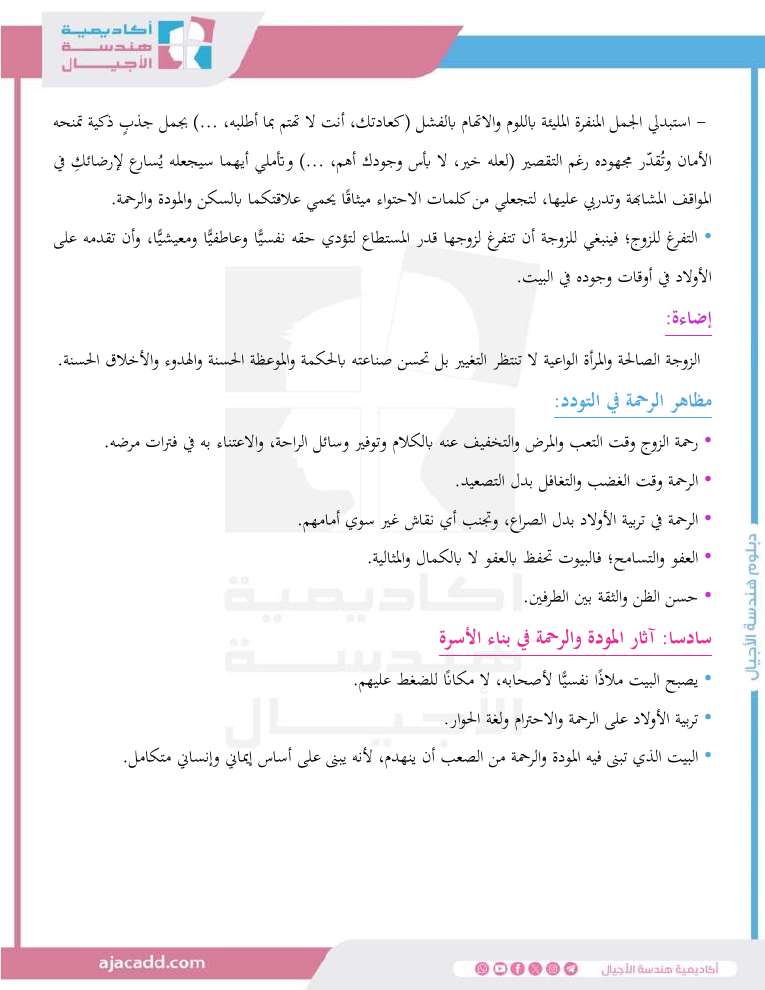 أكاديمية
هندسة
الأجيال
– استبدلي الجمل المنفرة المليئة باللوم والاتهام بالفشل (كعادتك، أنت لا تهتم بما أطلبه، ...) بجمل جذبٍ ذكية تمنحه
الأمان وتُقدّر مجهوده رغم التقصير (لعله خير، لا بأس وجودك أهم، ...) وتأملي أيهما سيجعله يُسارع لإرضائكِ في
المواقف المشابهة وتدربي عليها، لتجعلي من كلمات الاحتواء ميثاقًا يحمي علاقتكما بالسكن والمودة والرحمة.
• التفرغ للزوج؛ فينبغي للزوجة أن تتفرغ لزوجها قدر المستطاع لتؤدي حقه نفسيًّا وعاطفيًّا ومعيشيًّا، وأن تقدمه على
الأولاد في أوقات وجوده في البيت.
إضاءة:
الزوجة الصالحة والمرأة الواعية لا تنتظر التغيير بل تحسن صناعته بالحكمة والموعظة الحسنة والهدوء والأخلاق الحسنة.
مظاهر الرحمة في التودد:
• رحمة الزوج وقت التعب والمرض والتخفيف عنه بالكلام وتوفير وسائل الراحة، والاعتناء به في فترات مرضه.
• الرحمة وقت الغضب والتغافل بدل التصعيد.
• الرحمة في تربية الأولاد بدل الصراع، وتجنب أي نقاش غير سوي أمامهم.
• العفو والتسامح؛ فالبيوت تحفظ بالعفو لا بالكمال والمثالية.
• حسن الظن والثقة بين الطرفين.
سادسا: آثار المودة والرحمة في بناء الأسرة
• يصبح البيت ملاذًا نفسيًّا لأصحابه، لا مكانًا للضغط عليهم.
• تربية الأولاد على الرحمة والاحترام ولغة الحوار.
• البيت الذي تبنى فيه المودة والرحمة من الصعب أن ينهدم، لأنه يبنى على أساس إيماني وإنساني متكامل.
أكاديمية
هندسة
الأجيال
دبلوم هندسة الأجيال
أكاديمية هندسة الأجيال
ajacadd.com